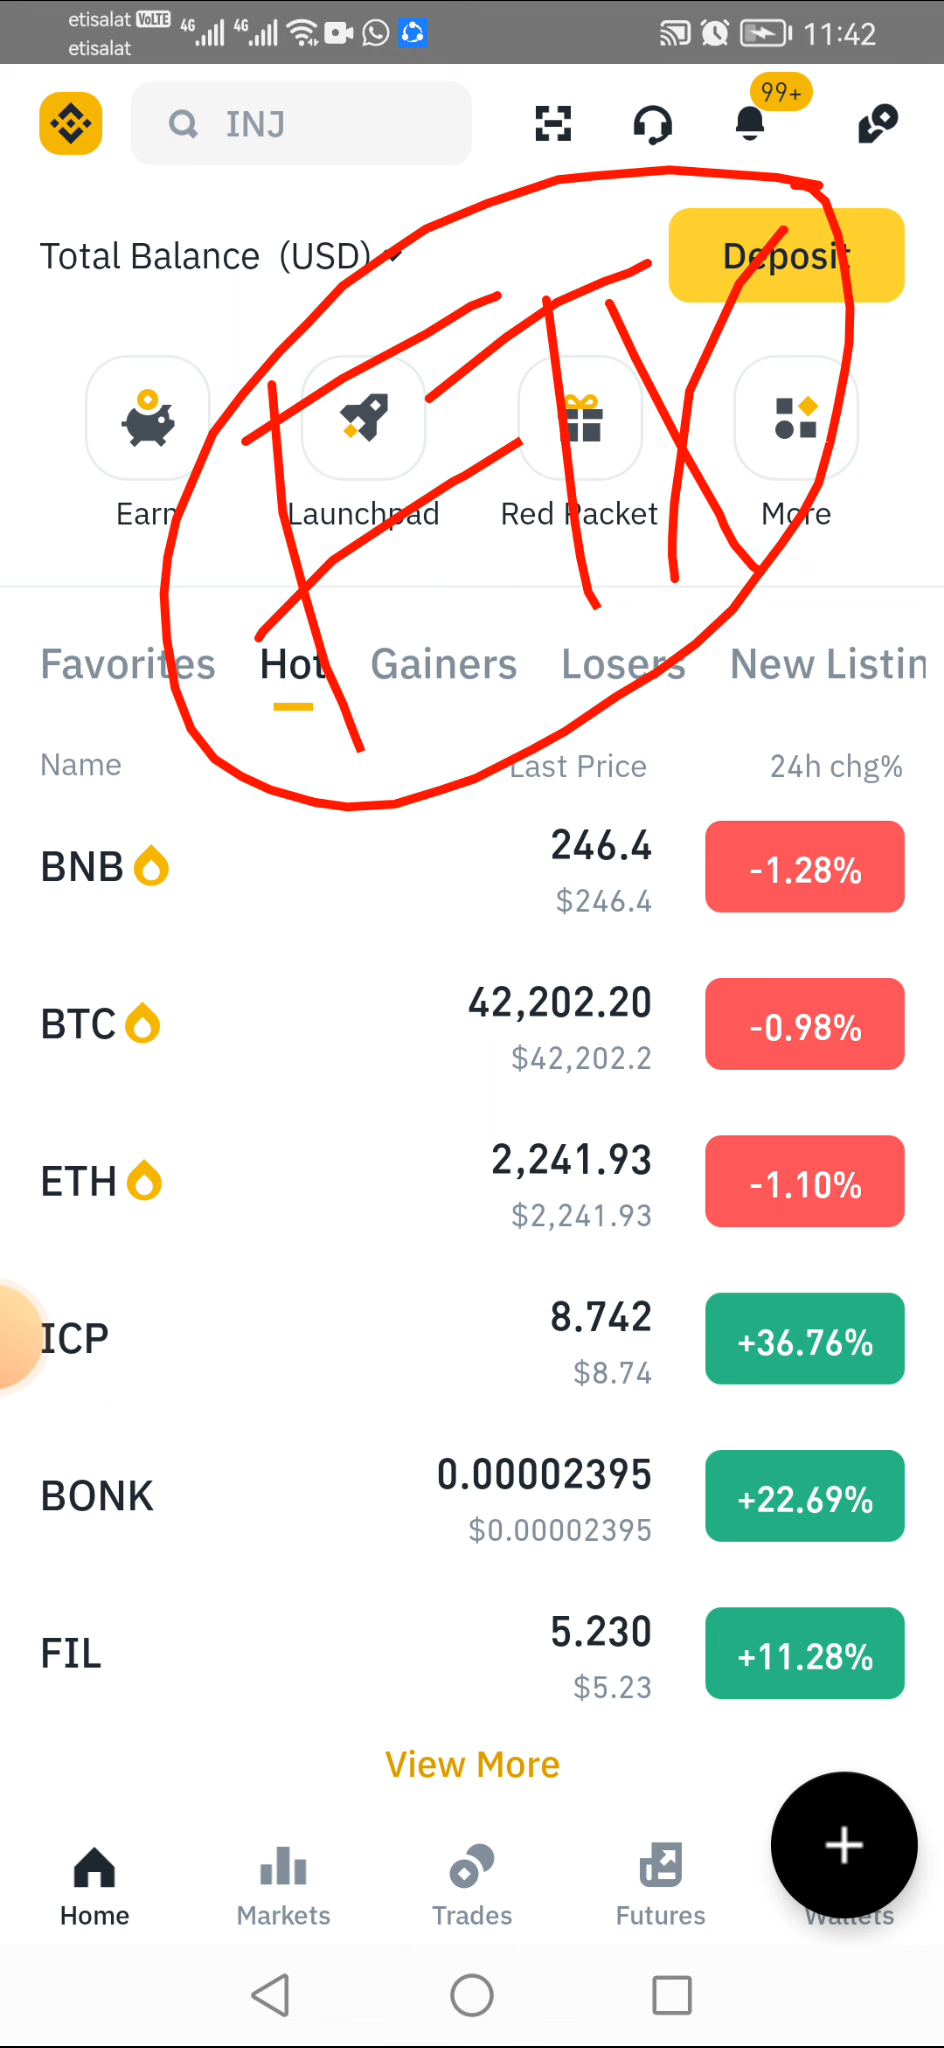 etisalat VoLTE 4G 4G 11:42
etisalat
INJ 99+
Total Balance (USD) Deposit
Earn Launchpad Red Packet More
Favorites Hot Gainers Losers New Listin
Name Last Price 24h chg%
BNB 246.4 -1.28%
$246.4
BTC 42,202.20 -0.98%
$42,202.2
ETH 2,241.93 -1.10%
$2,241.93
ICP 8.742 +36.76%
$8.74
BONK 0.00002395 +22.69%
$0.00002395
FIL 5.230 +11.28%
$5.23
View More
Home Markets Trades Futures Wallets